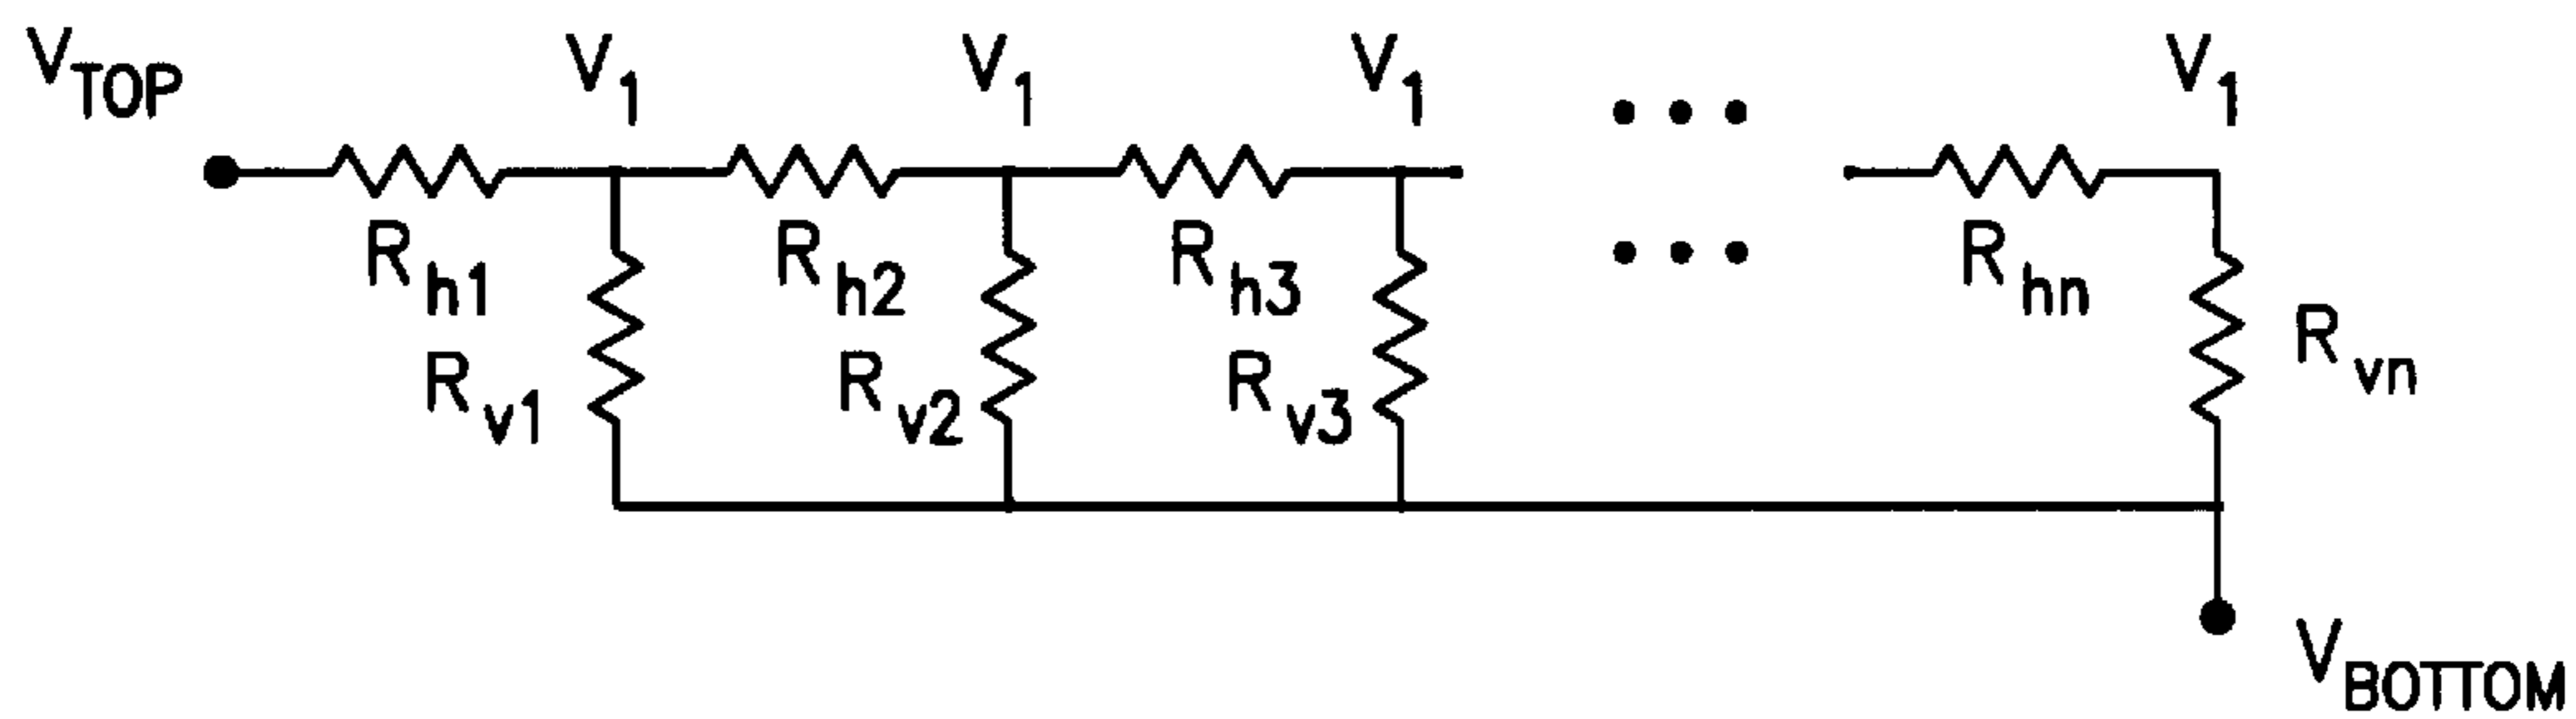 V_TOP V_1 V_1 V_1 ••• V_1
R_h1 R_h2 R_h3 ••• R_hn
R_v1 R_v2 R_v3 R_vn
V_BOTTOM